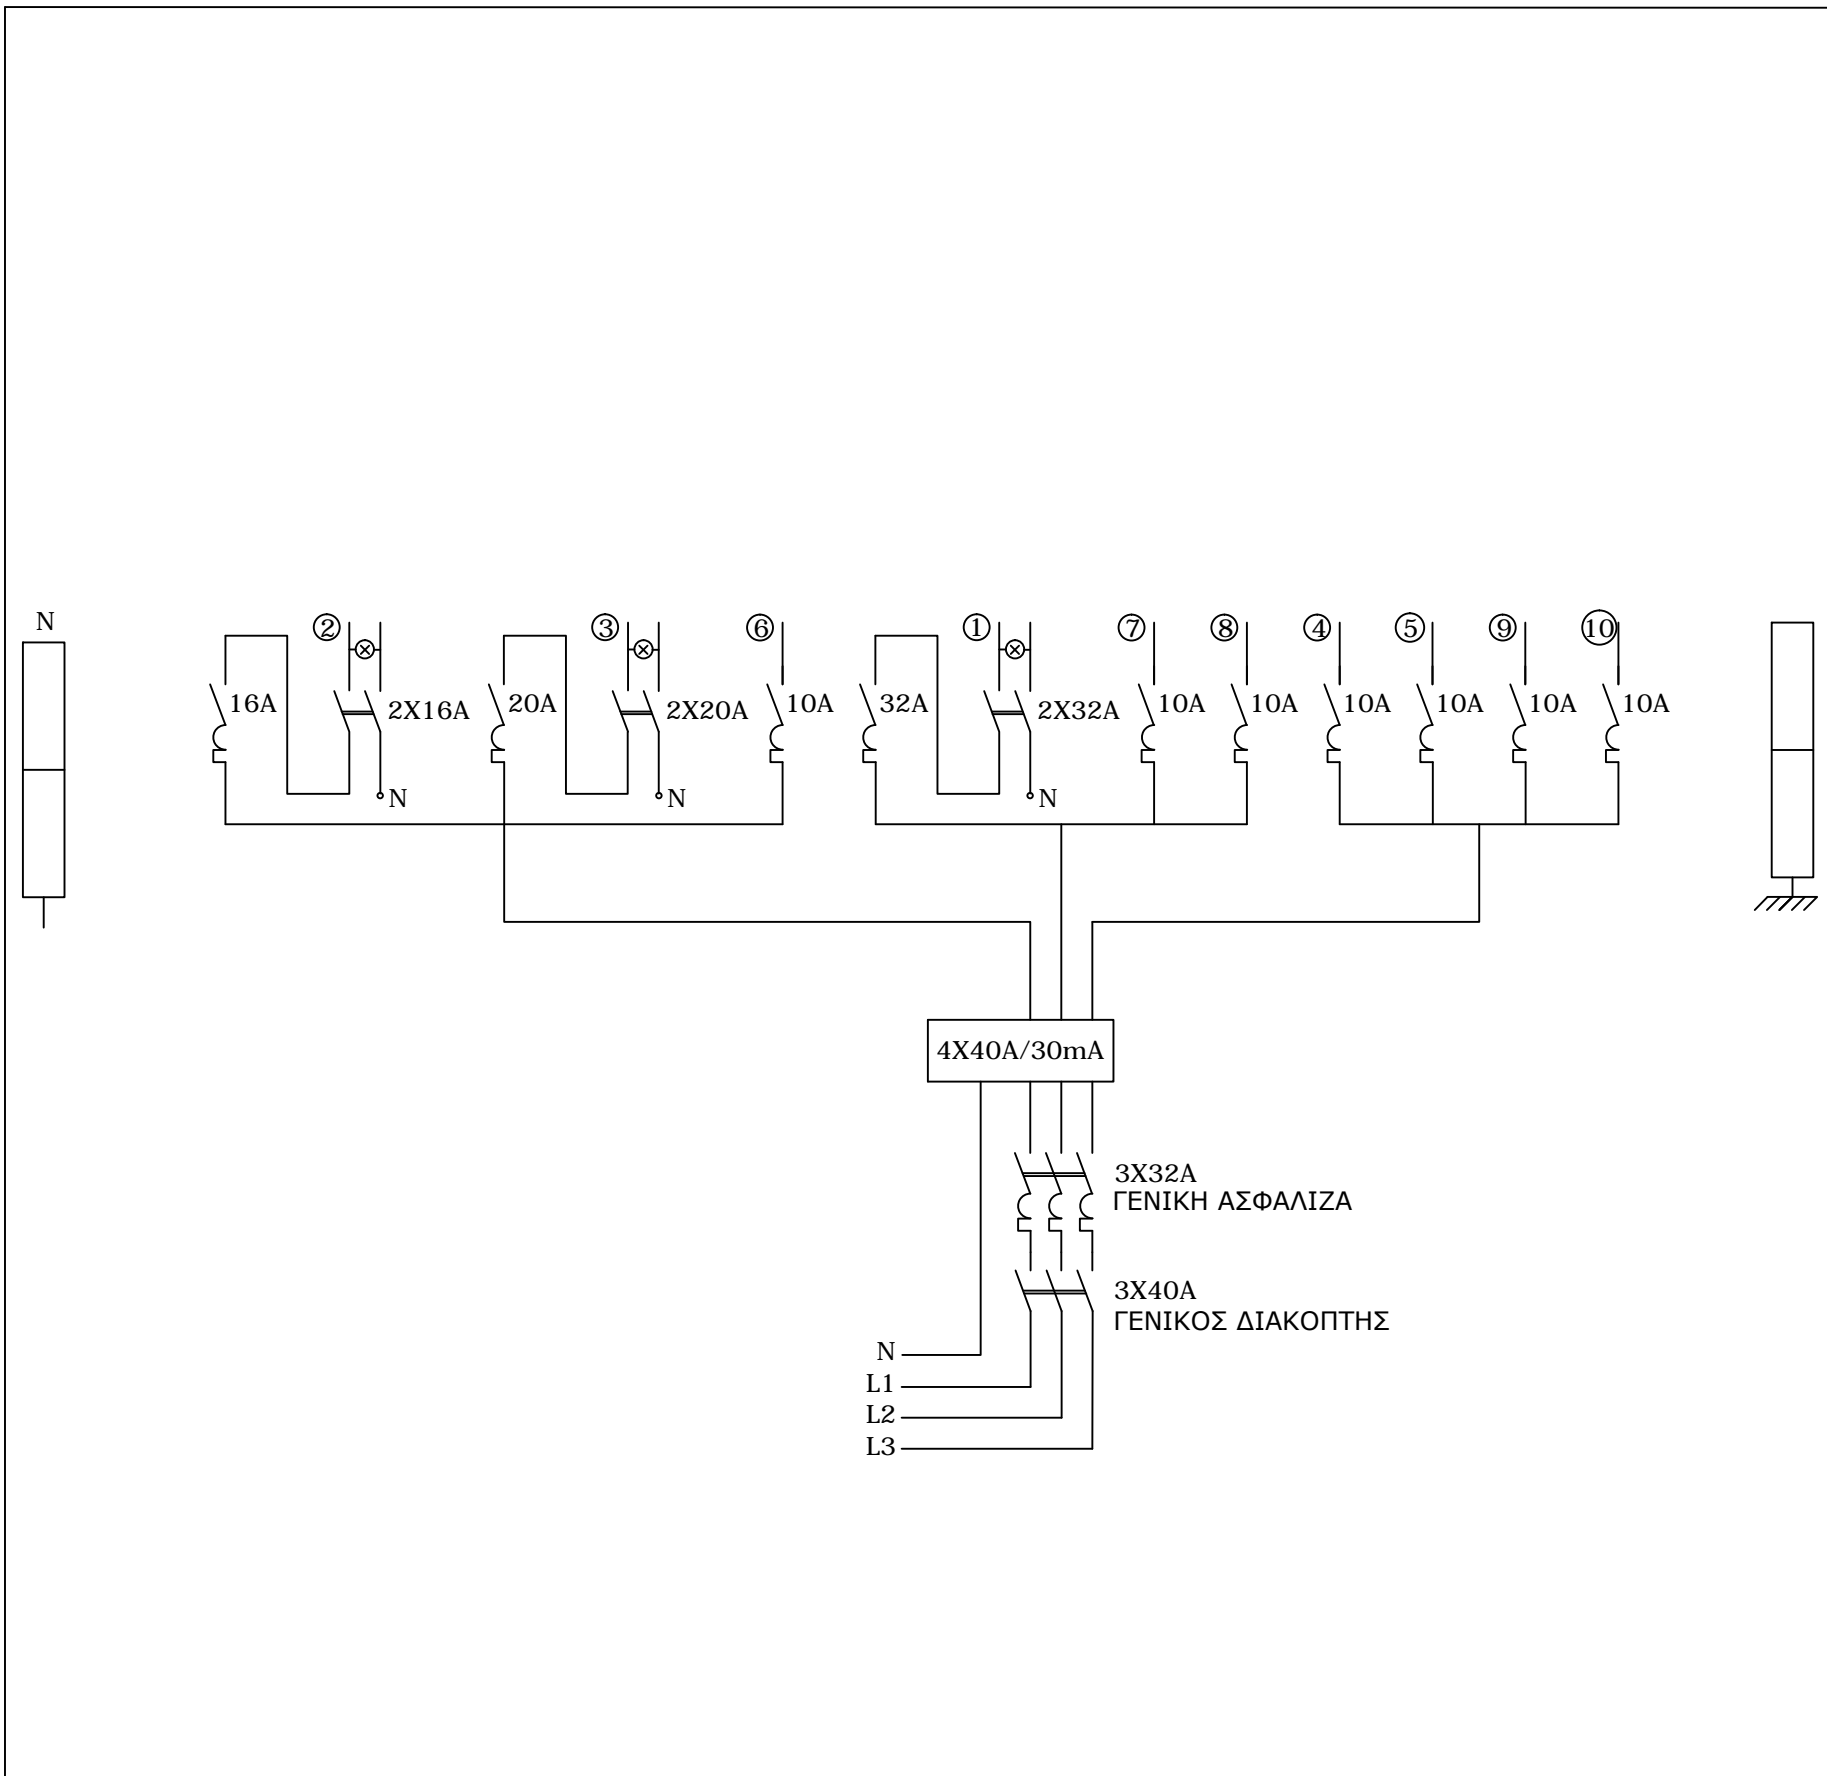 N
② ③ ⑥ ① ⑦ ⑧ ④ ⑤ ⑨ ⑩
16A 2X16A 20A 2X20A 10A 32A 2X32A 10A 10A 10A 10A 10A 10A
N N N
4X40A/30mA
3X32A
ΓΕΝΙΚΗ ΑΣΦΑΛΙΖΑ
3X40A
ΓΕΝΙΚΟΣ ΔΙΑΚΟΠΤΗΣ
N
L1
L2
L3